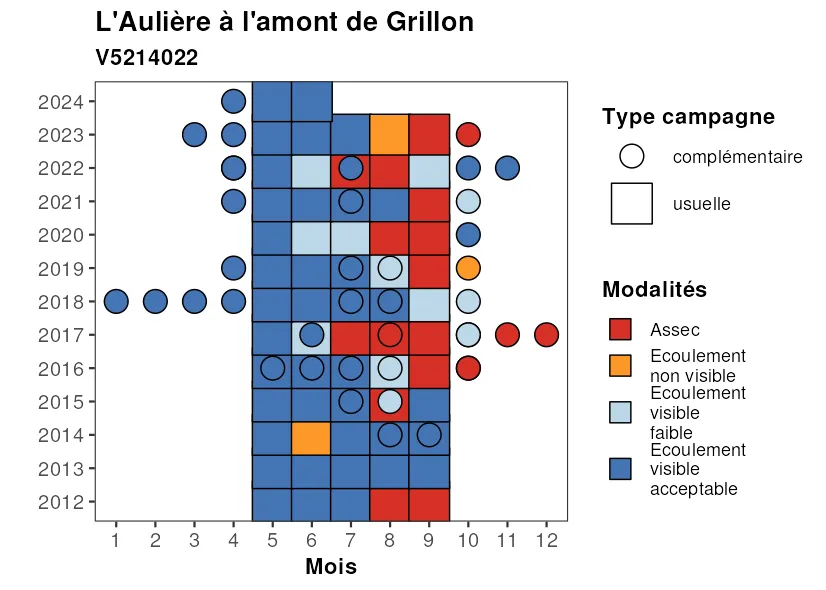 L'Aulière à l'amont de Grillon
V5214022
2024
2023
2022
2021
2020
2019
2018
2017
2016
2015
2014
2013
2012
1 2 3 4 5 6 7 8 9 10 11 12
Mois
Type campagne
complémentaire
usuelle
Modalités
Assec
Ecoulement
non visible
Ecoulement
visible
faible
Ecoulement
visible
acceptable